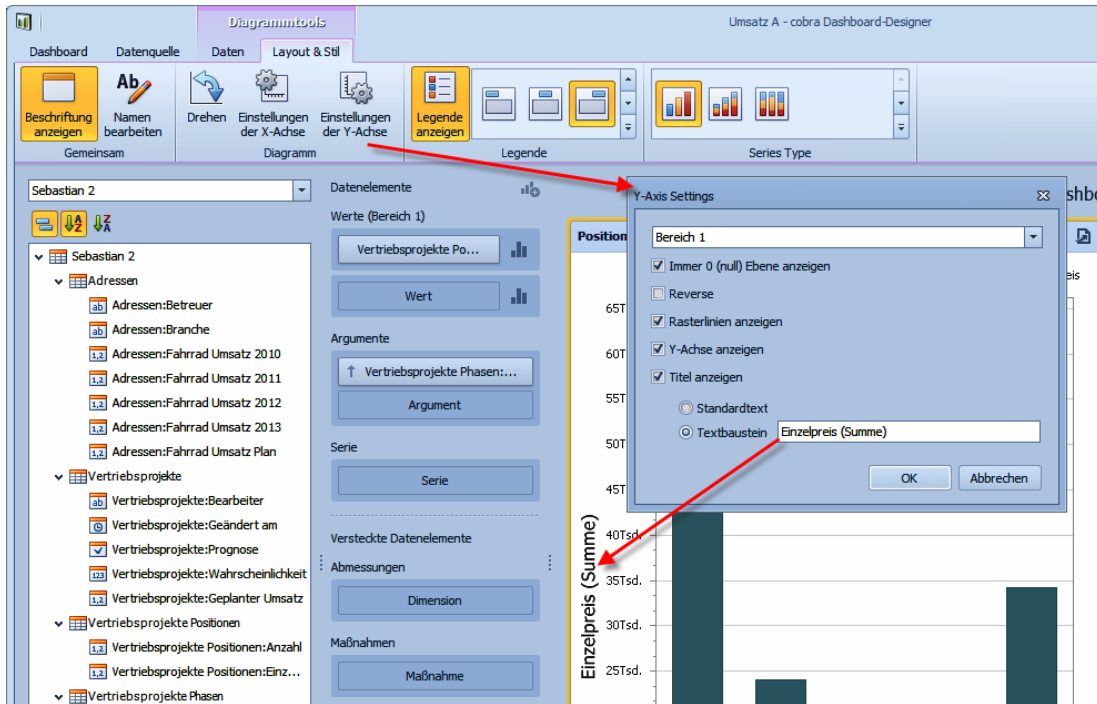 Diagrammtools
Umsatz A - cobra Dashboard-Designer
Dashboard Datenquelle Daten Layout & Stil
Beschriftung anzeigen
Ab Namen bearbeiten
Gemeinsam
Drehen
Einstellungen der X-Achse
Einstellungen der Y-Achse
Diagramm
Legende anzeigen
Legende
Series Type
Sebastian 2
Sebastian 2
Adressen
Adressen:Betreuer
Adressen:Branche
Adressen:Fahrrad Umsatz 2010
Adressen:Fahrrad Umsatz 2011
Adressen:Fahrrad Umsatz 2012
Adressen:Fahrrad Umsatz 2013
Adressen:Fahrrad Umsatz Plan
Vertriebsprojekte
Vertriebsprojekte:Bearbeiter
Vertriebsprojekte:Geändert am
Vertriebsprojekte:Prognose
Vertriebsprojekte:Wahrscheinlichkeit
Vertriebsprojekte:Geplanter Umsatz
Vertriebsprojekte Positionen
Vertriebsprojekte Positionen:Anzahl
Vertriebsprojekte Positionen:Einz...
Vertriebsprojekte Phasen
Datenelemente
Werte (Bereich 1)
Vertriebsprojekte Po...
Wert
Argumente
Vertriebsprojekte Phasen:...
Argument
Serie
Serie
Versteckte Datenelemente
Abmessungen
Dimension
Maßnahmen
Maßnahme
Position
Y-Axis Settings
Bereich 1
Immer 0 (null) Ebene anzeigen
Reverse
Rasterlinien anzeigen
Y-Achse anzeigen
Titel anzeigen
Standardtext
Textbaustein Einzelpreis (Summe)
OK Abbrechen
shbo
eis
65T
60T
55T
50T
45T
40Tsd.
35Tsd.
30Tsd.
25Tsd.
Einzelpreis (Summe)